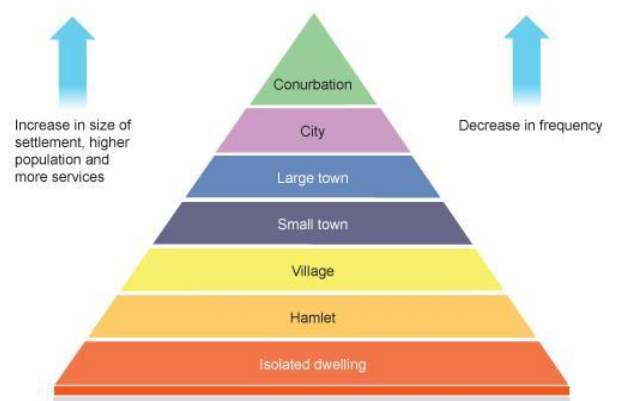 Conurbation
City
Large town
Small town
Village
Hamlet
Isolated dwelling
Increase in size of
settlement, higher
population and
more services
Decrease in frequency